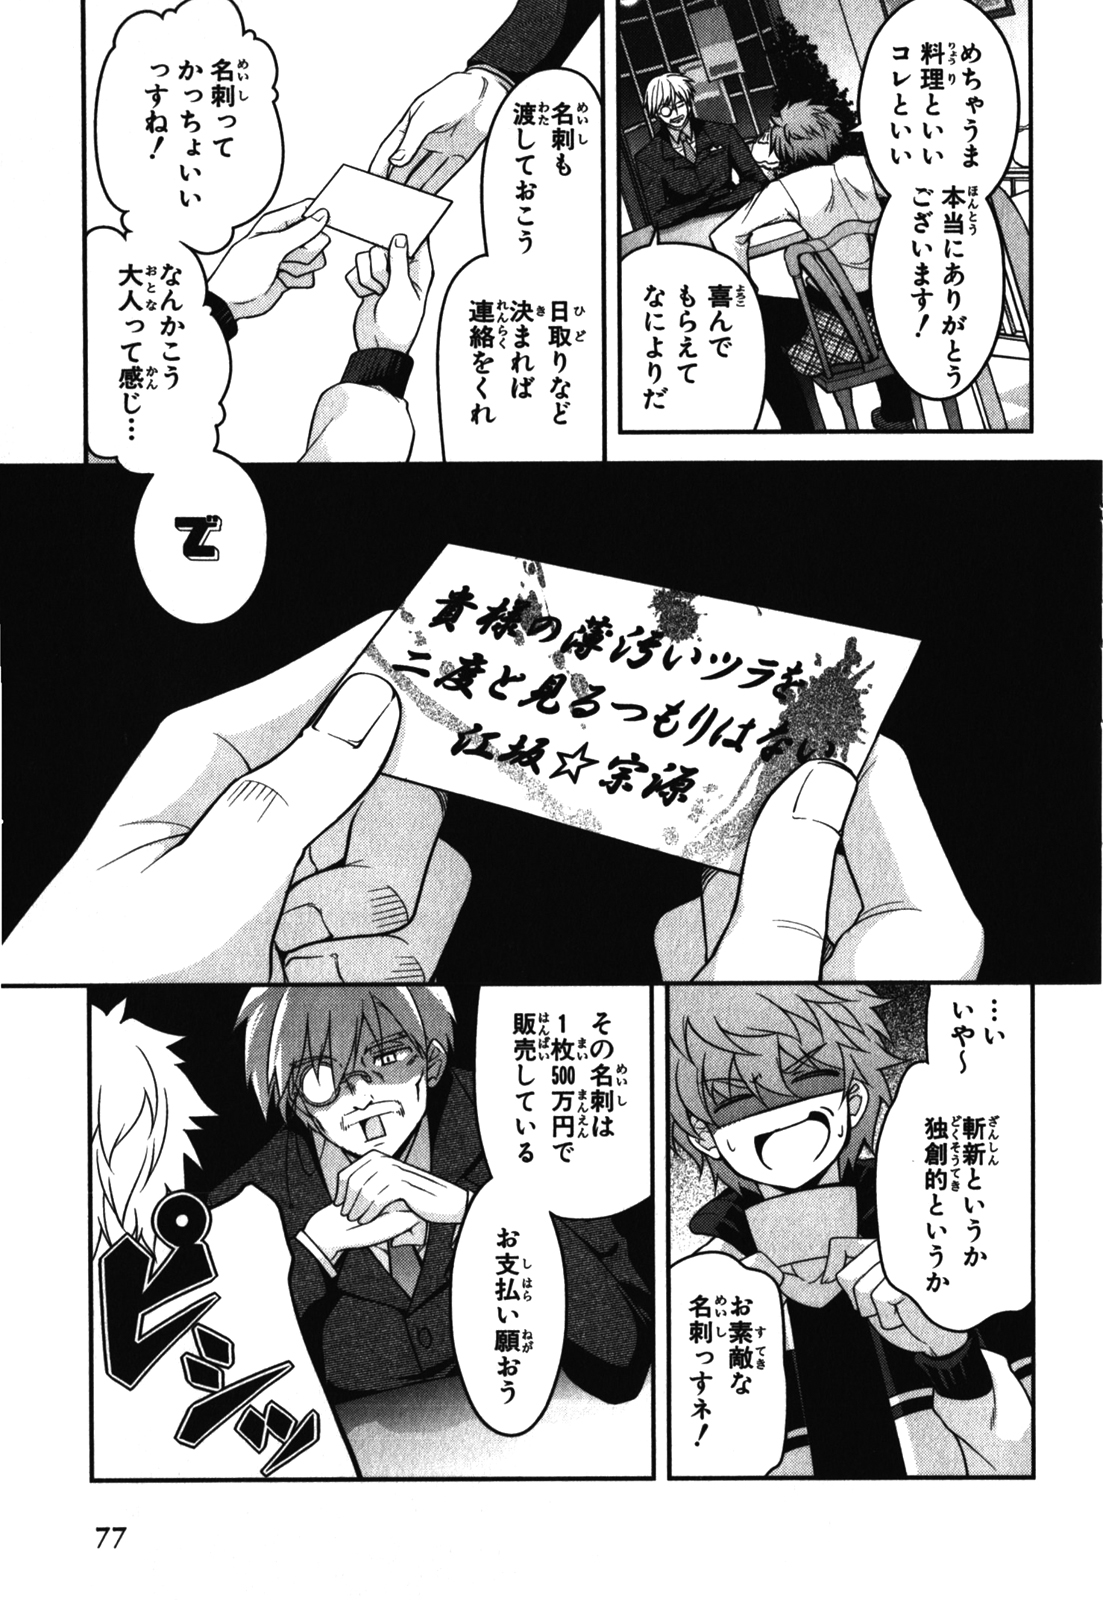 めちゃうま
料理といい
コレといい
本当にありがとう
ございます！
喜んで
もらえて
なによりだ
名刺も
渡しておこう
日取りなど
決まれば
連絡をくれ
名刺って
かっちょいい
っすね！
なんかこう
大人って感じ…
で
貴様の薄汚いツラを
二度と見るつもりはない
江坂☆宗源
…い
いや～
斬新というか
独創的というか
お素敵な
名刺っすネ！
その名刺は
1枚500万円で
販売している
お支払い願おう
ピシッ
77